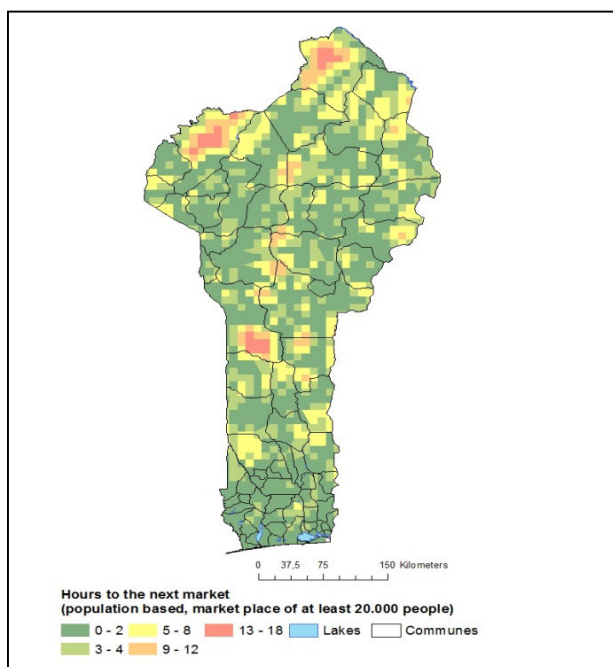 0 37,5 75 150 Kilometers
Hours to the next market
(population based, market place of at least 20.000 people)
0 - 2 5 - 8 13 - 18 Lakes Communes
3 - 4 9 - 12